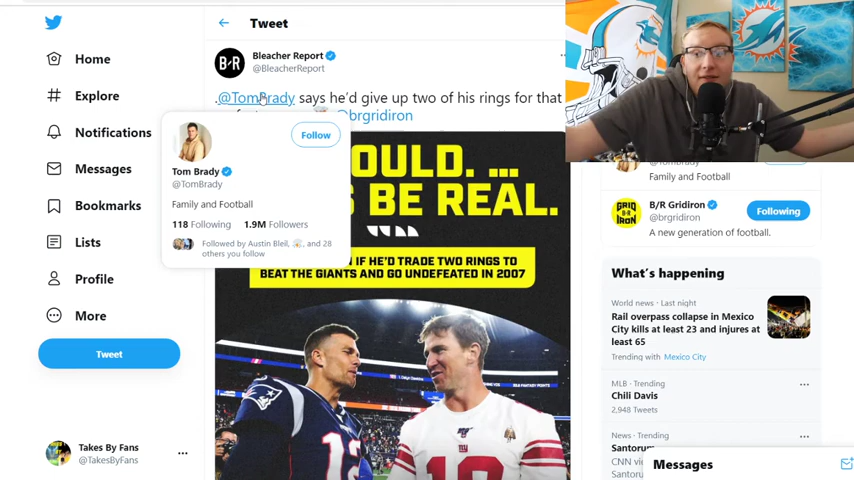 Tweet
Home
Explore
Notifications
Messages
Bookmarks
Lists
Profile
More
Tweet
Takes By Fans
@TakesByFans
B/R
Bleacher Report
@BleacherReport
.@TomBrady says he'd give up two of his rings for that
@brgridiron
Follow
Tom Brady
@TomBrady
Family and Football
118 Following 1.9M Followers
Followed by Austin Bleil, and 28
others you follow
OULD. ...
BE REAL.
IF HE'D TRADE TWO RINGS TO
BEAT THE GIANTS AND GO UNDEFEATED IN 2007
Family and Football
GRID
B/R
IRON
B/R Gridiron
@brgridiron
Following
A new generation of football.
What's happening
World news · Last night
Rail overpass collapse in Mexico
City kills at least 23 and injures at
least 65
Trending with Mexico City
MLB · Trending
Chili Davis
2,948 Tweets
News · Trending
Santorum
CNN
Santoru
Messages